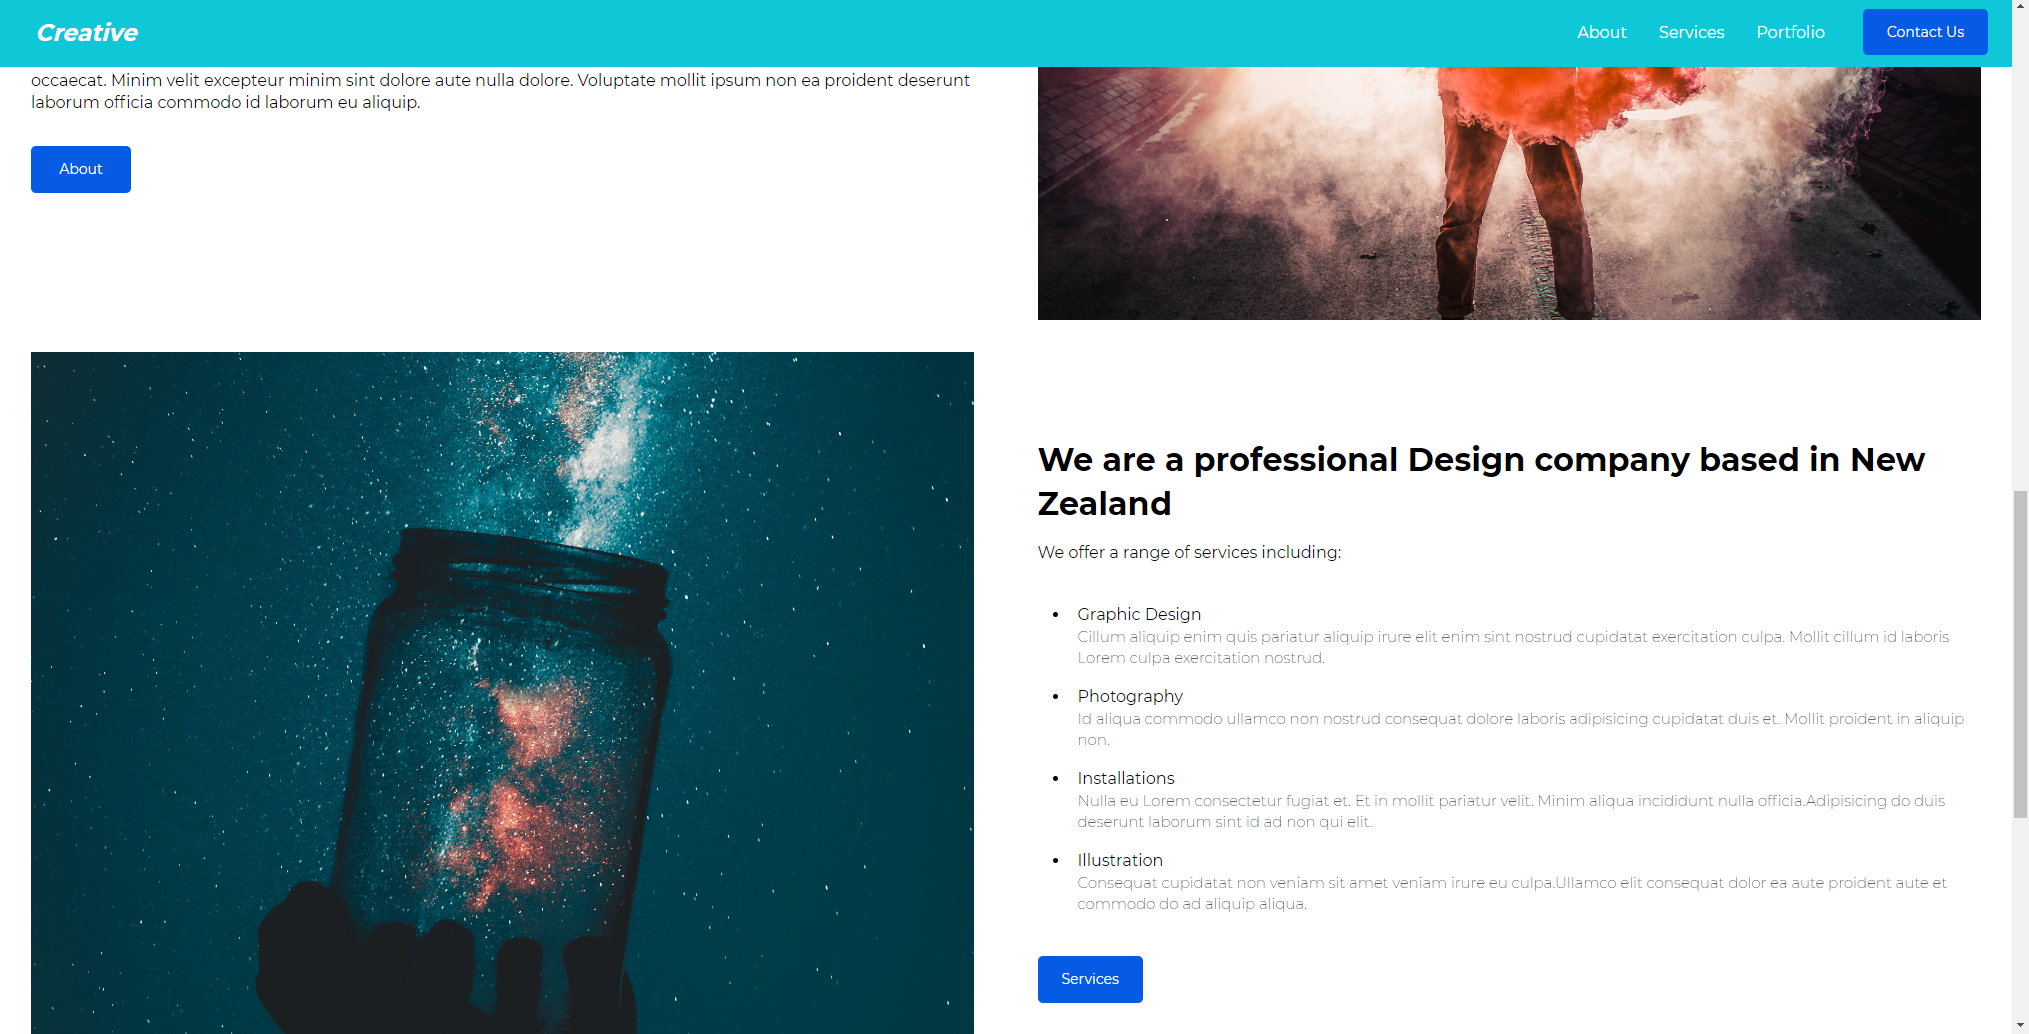 Creative
About
Services
Portfolio
Contact Us
occaecat. Minim velit excepteur minim sint dolore aute nulla dolore. Voluptate mollit ipsum non ea proident deserunt
laborum officia commodo id laborum eu aliquip.
About
We are a professional Design company based in New
Zealand
We offer a range of services including:
Graphic Design
Cillum aliquip enim quis pariatur aliquip irure elit enim sint nostrud cupidatat exercitation culpa. Mollit cillum id laboris
Lorem culpa exercitation nostrud.
Photography
Id aliqua commodo ullamco non nostrud consequat dolore laboris adipisicing cupidatat duis et. Mollit proident in aliquip
non.
Installations
Nulla eu Lorem consectetur fugiat et. Et in mollit pariatur velit. Minim aliqua incididunt nulla officia.Adipisicing do duis
deserunt laborum sint id ad non qui elit.
Illustration
Consequat cupidatat non veniam sit amet veniam irure eu culpa.Ullamco elit consequat dolor ea aute proident aute et
commodo do ad aliquip aliqua.
Services